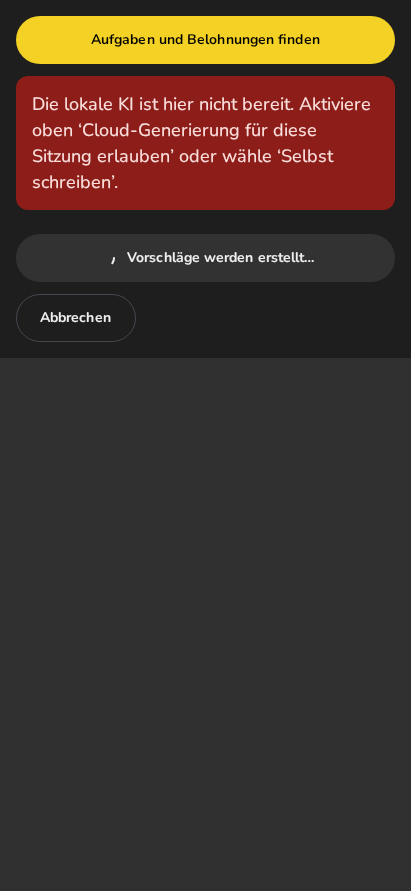 Aufgaben und Belohnungen finden
Die lokale KI ist hier nicht bereit. Aktiviere
oben ‘Cloud-Generierung für diese
Sitzung erlauben’ oder wähle ‘Selbst
schreiben’.
Vorschläge werden erstellt...
Abbrechen